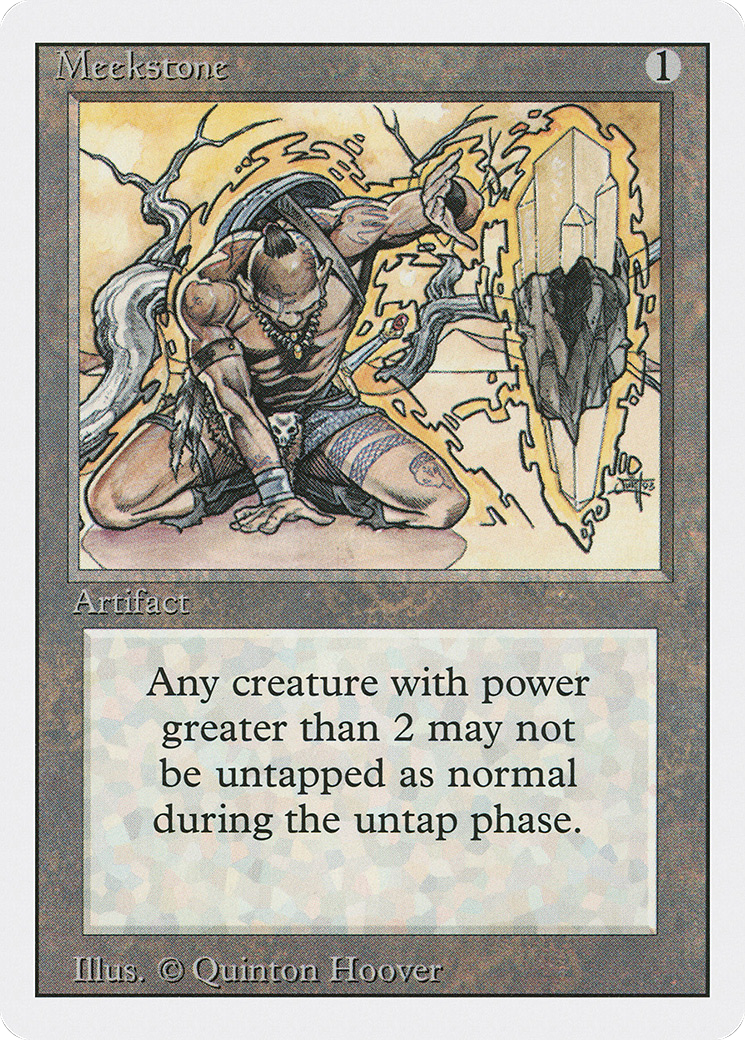 Meekstone
1
Artifact
Any creature with power
greater than 2 may not
be untapped as normal
during the untap phase.
Illus. © Quinton Hoover